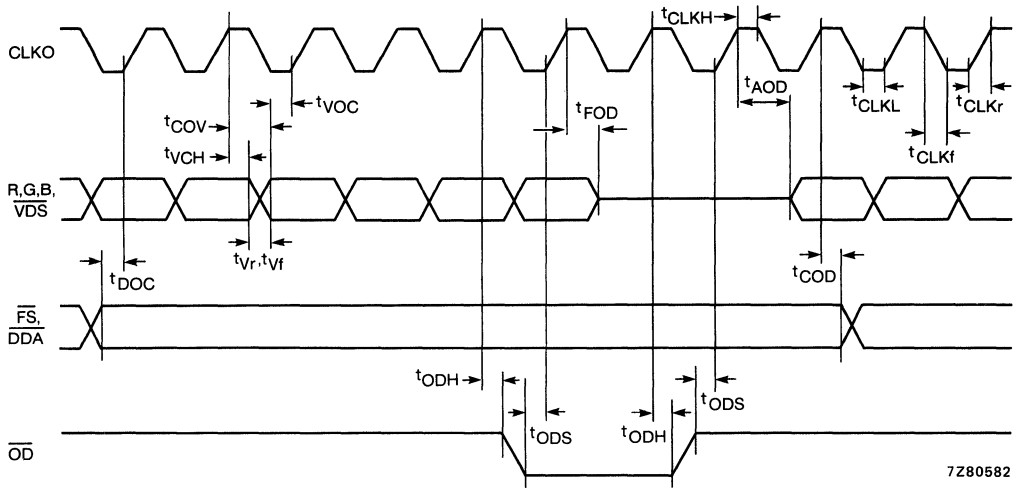 tCLKH
CLKO
tVOC
tFOD
tAOD
tCLKL
tCLKr
tCOV
tVCH
tCLKf
R,G,B,
VDS
tVr,tVf
tDOC
tCOD
FS,
DDA
tODH
tODS
tODS
tODH
OD
7Z80582